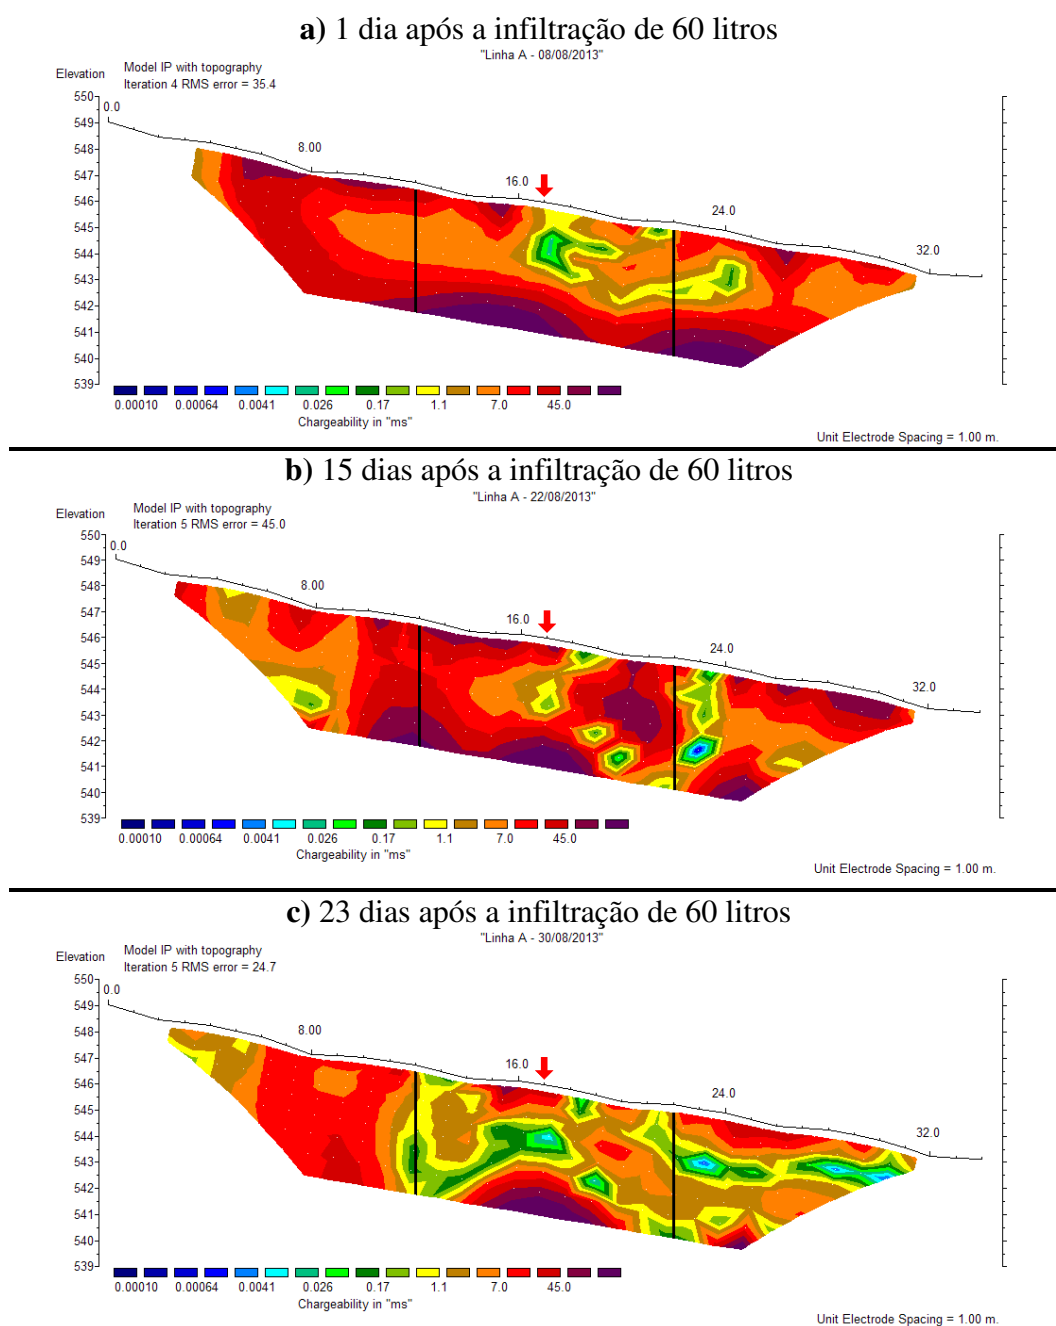 a) 1 dia após a infiltração de 60 litros
"Linha A - 08/08/2013"
Model IP with topography
Elevation
Iteration 4 RMS error = 35.4
550
0.0
549
548
8.00
547
546
16.0
545
24.0
544
32.0
543
542
541
540
539
0.00010 0.00064 0.0041 0.026 0.17 1.1 7.0 45.0
Chargeability in "ms"
Unit Electrode Spacing = 1.00 m.
b) 15 dias após a infiltração de 60 litros
"Linha A - 22/08/2013"
Model IP with topography
Elevation
Iteration 5 RMS error = 45.0
550
0.0
549
548
8.00
547
546
16.0
545
24.0
544
32.0
543
542
541
540
539
0.00010 0.00064 0.0041 0.026 0.17 1.1 7.0 45.0
Chargeability in "ms"
Unit Electrode Spacing = 1.00 m.
c) 23 dias após a infiltração de 60 litros
"Linha A - 30/08/2013"
Model IP with topography
Elevation
Iteration 5 RMS error = 24.7
550
0.0
549
548
8.00
547
546
16.0
545
24.0
544
32.0
543
542
541
540
539
0.00010 0.00064 0.0041 0.026 0.17 1.1 7.0 45.0
Chargeability in "ms"
Unit Electrode Spacing = 1.00 m.